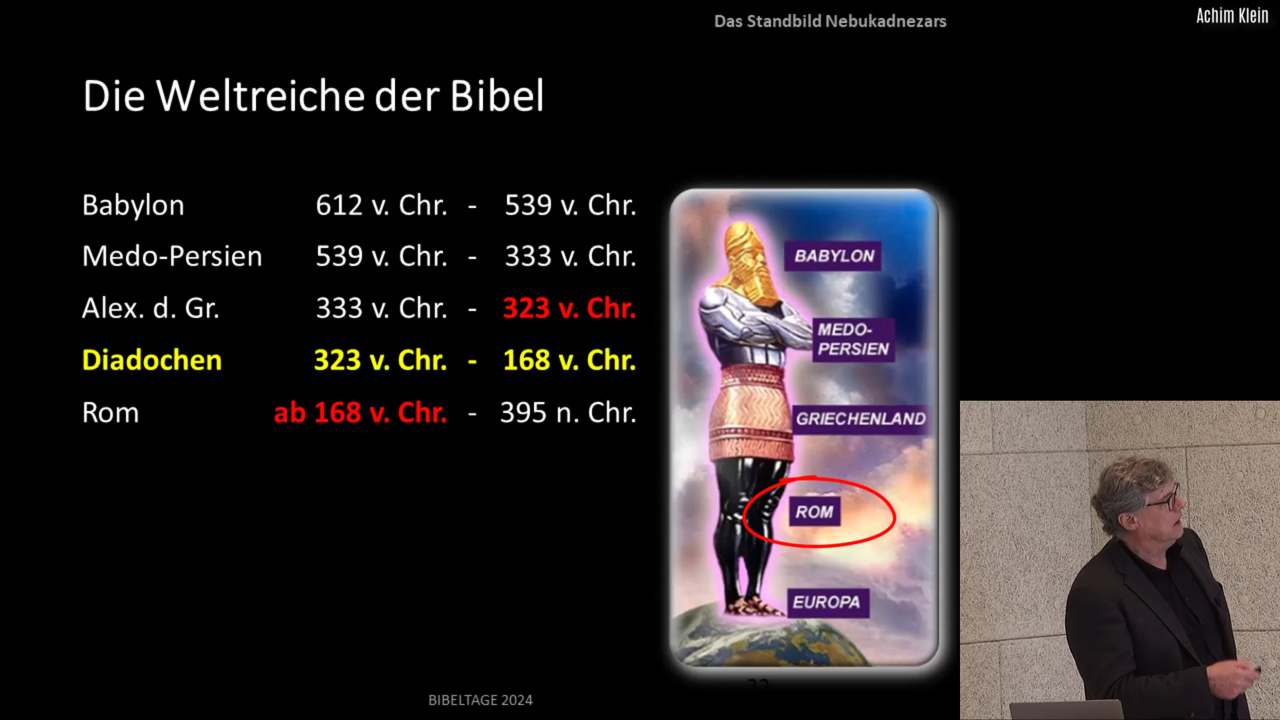 Das Standbild Nebukadnezars
Achim Klein
Die Weltreiche der Bibel
Babylon 612 v. Chr. - 539 v. Chr.
Medo-Persien 539 v. Chr. - 333 v. Chr.
Alex. d. Gr. 333 v. Chr. - 323 v. Chr.
Diadochen 323 v. Chr. - 168 v. Chr.
Rom ab 168 v. Chr. - 395 n. Chr.
BABYLON
MEDO-
PERSIEN
GRIECHENLAND
ROM
EUROPA
BIBELTAGE 2024